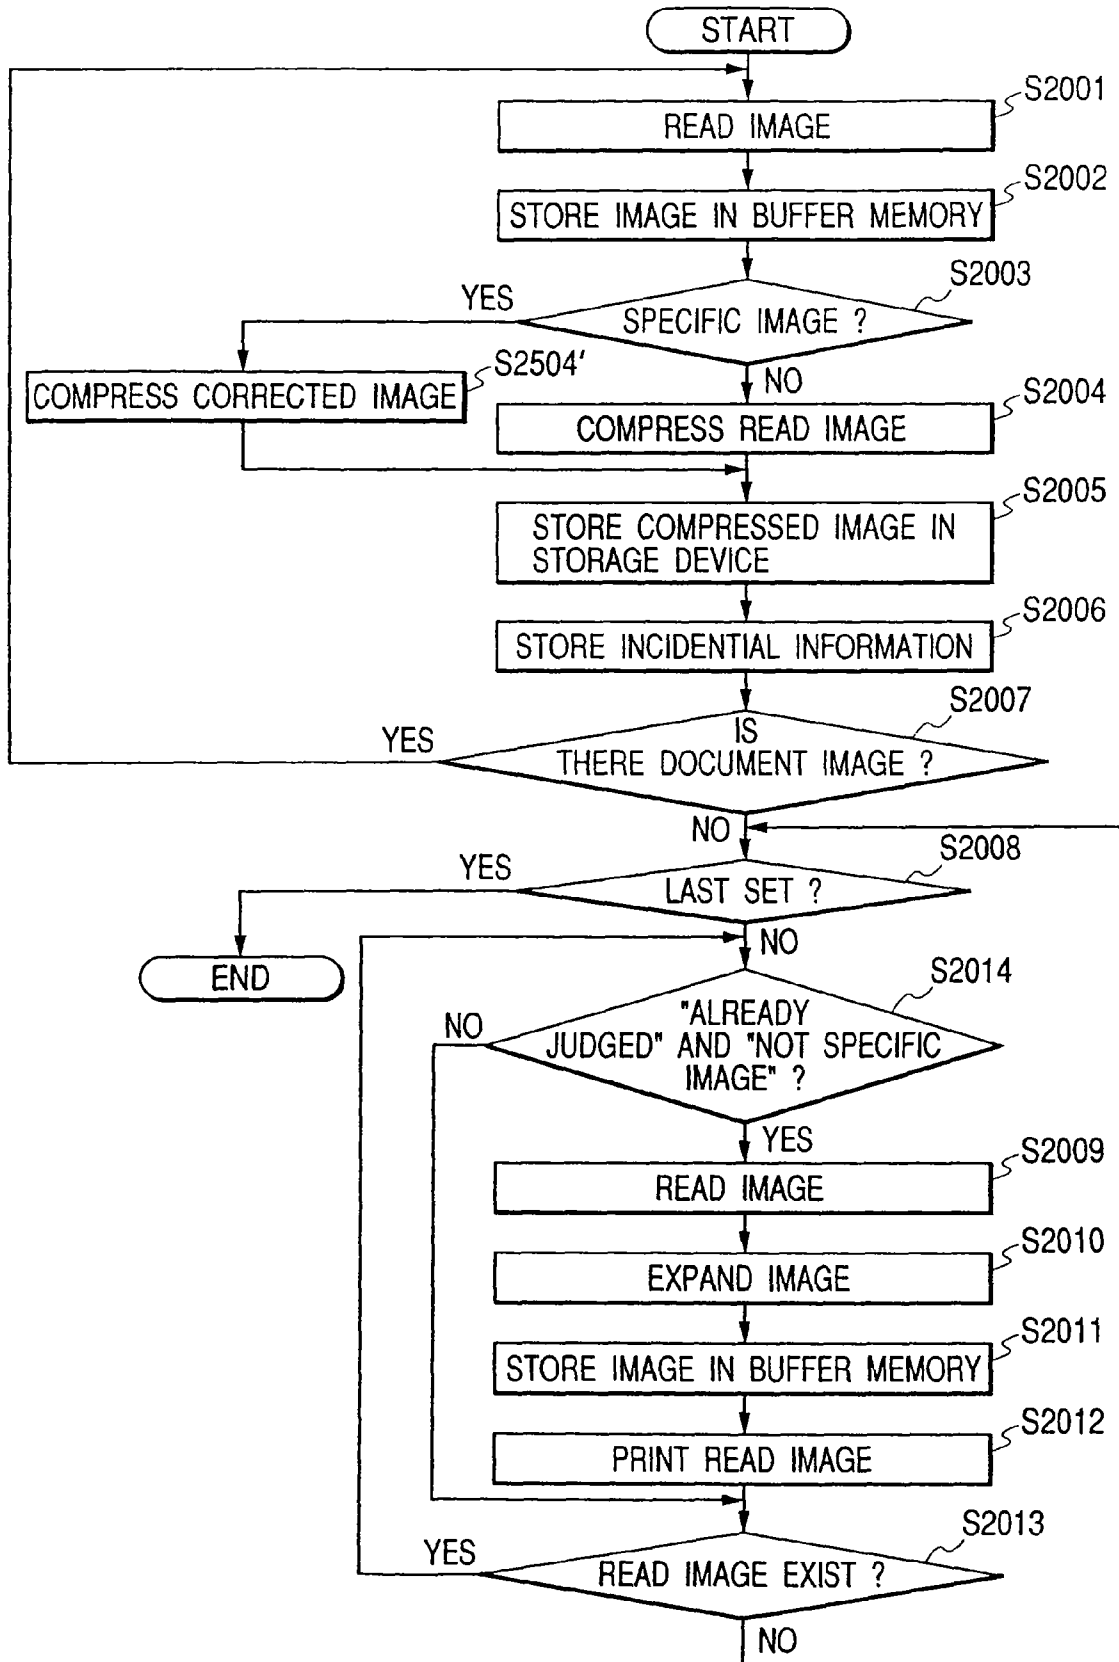 START
S2001
READ IMAGE
S2002
STORE IMAGE IN BUFFER MEMORY
S2003
YES
SPECIFIC IMAGE ?
S2504'
NO
COMPRESS CORRECTED IMAGE
S2004
COMPRESS READ IMAGE
S2005
STORE COMPRESSED IMAGE IN
STORAGE DEVICE
S2006
STORE INCIDENTIAL INFORMATION
S2007
YES
IS
THERE DOCUMENT IMAGE ?
NO
S2008
YES
LAST SET ?
NO
END
S2014
NO
"ALREADY
JUDGED" AND "NOT SPECIFIC
IMAGE" ?
YES
S2009
READ IMAGE
S2010
EXPAND IMAGE
S2011
STORE IMAGE IN BUFFER MEMORY
S2012
PRINT READ IMAGE
S2013
YES
READ IMAGE EXIST ?
NO